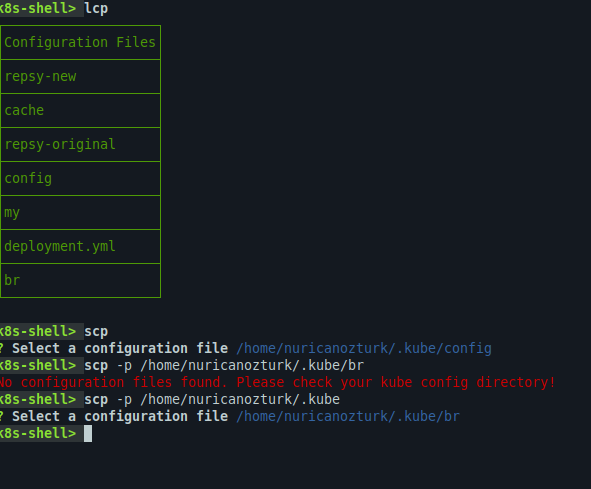 k8s-shell> lcp
Configuration Files
repsy-new
cache
repsy-original
config
my
deployment.yml
br
k8s-shell> scp
? Select a configuration file /home/nuricanozturk/.kube/config
k8s-shell> scp -p /home/nuricanozturk/.kube/br
No configuration files found. Please check your kube config directory!
k8s-shell> scp -p /home/nuricanozturk/.kube
? Select a configuration file /home/nuricanozturk/.kube/br
k8s-shell>